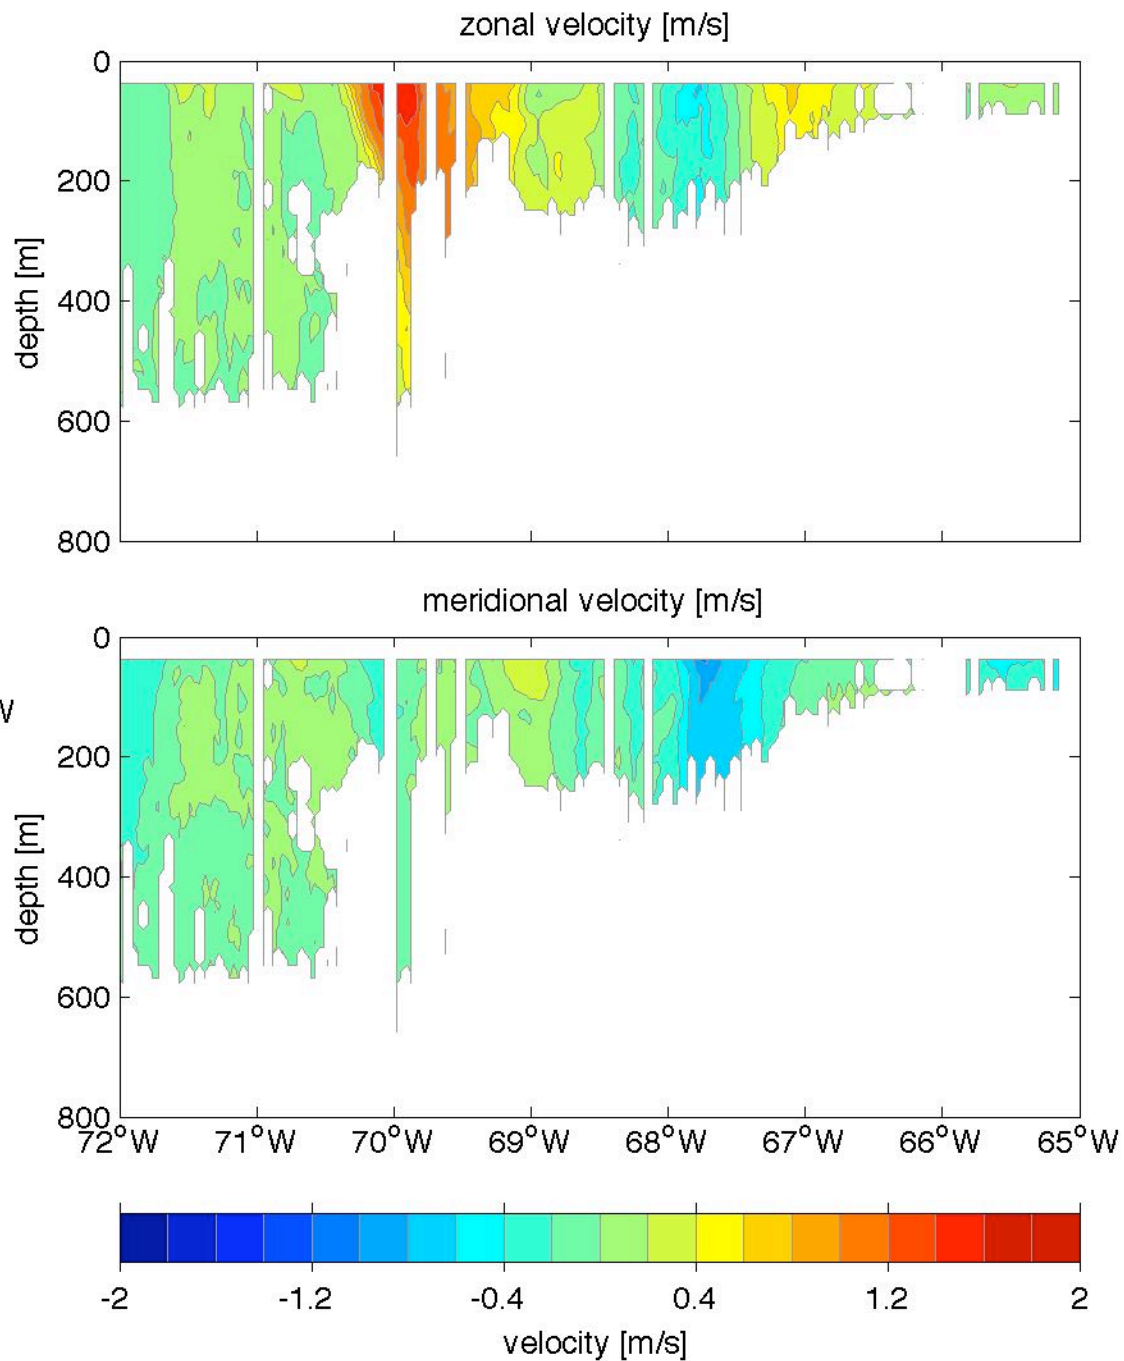 zonal velocity [m/s]
0
200
400
600
800
depth [m]
meridional velocity [m/s]
0
W
200
400
600
800
depth [m]
72°W 71°W 70°W 69°W 68°W 67°W 66°W 65°W
-2 -1.2 -0.4 0.4 1.2 2
velocity [m/s]